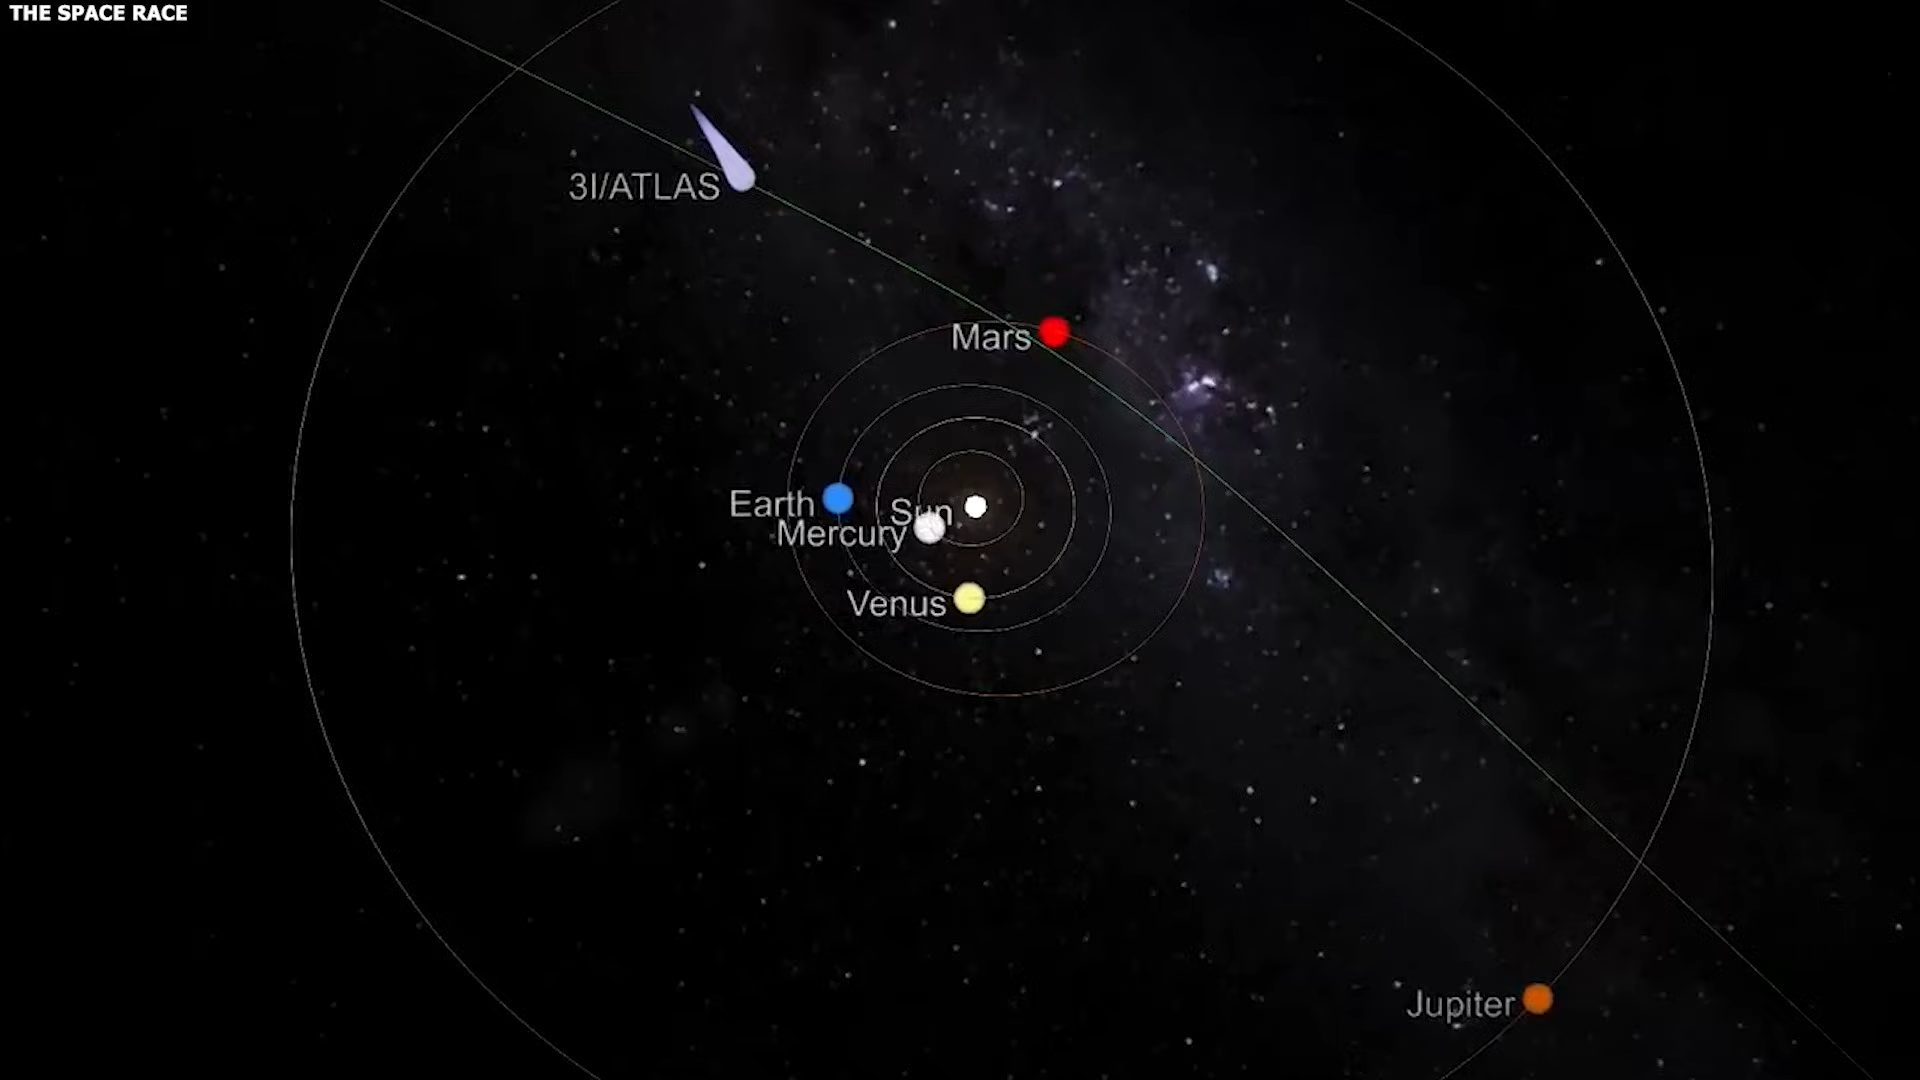 THE SPACE RACE
3I/ATLAS
Mars
Earth
Sun
Mercury
Venus
Jupiter